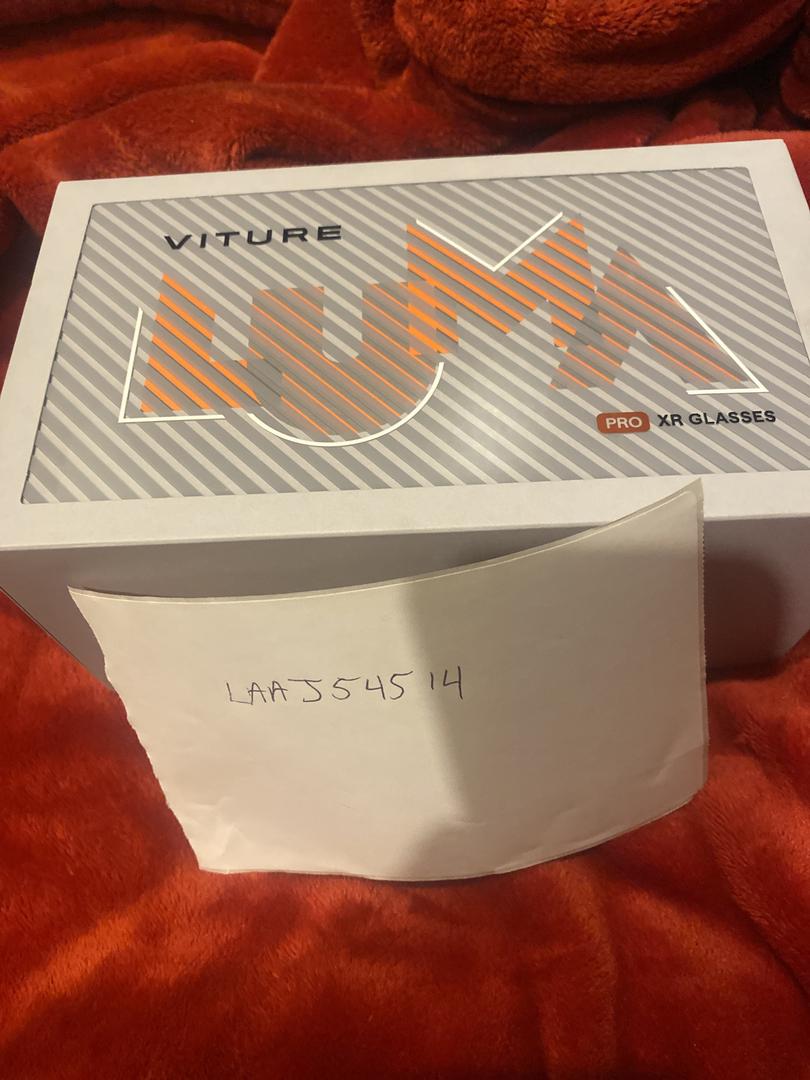 VITURE
LUMA
PRO XR GLASSES
LAAJ54514